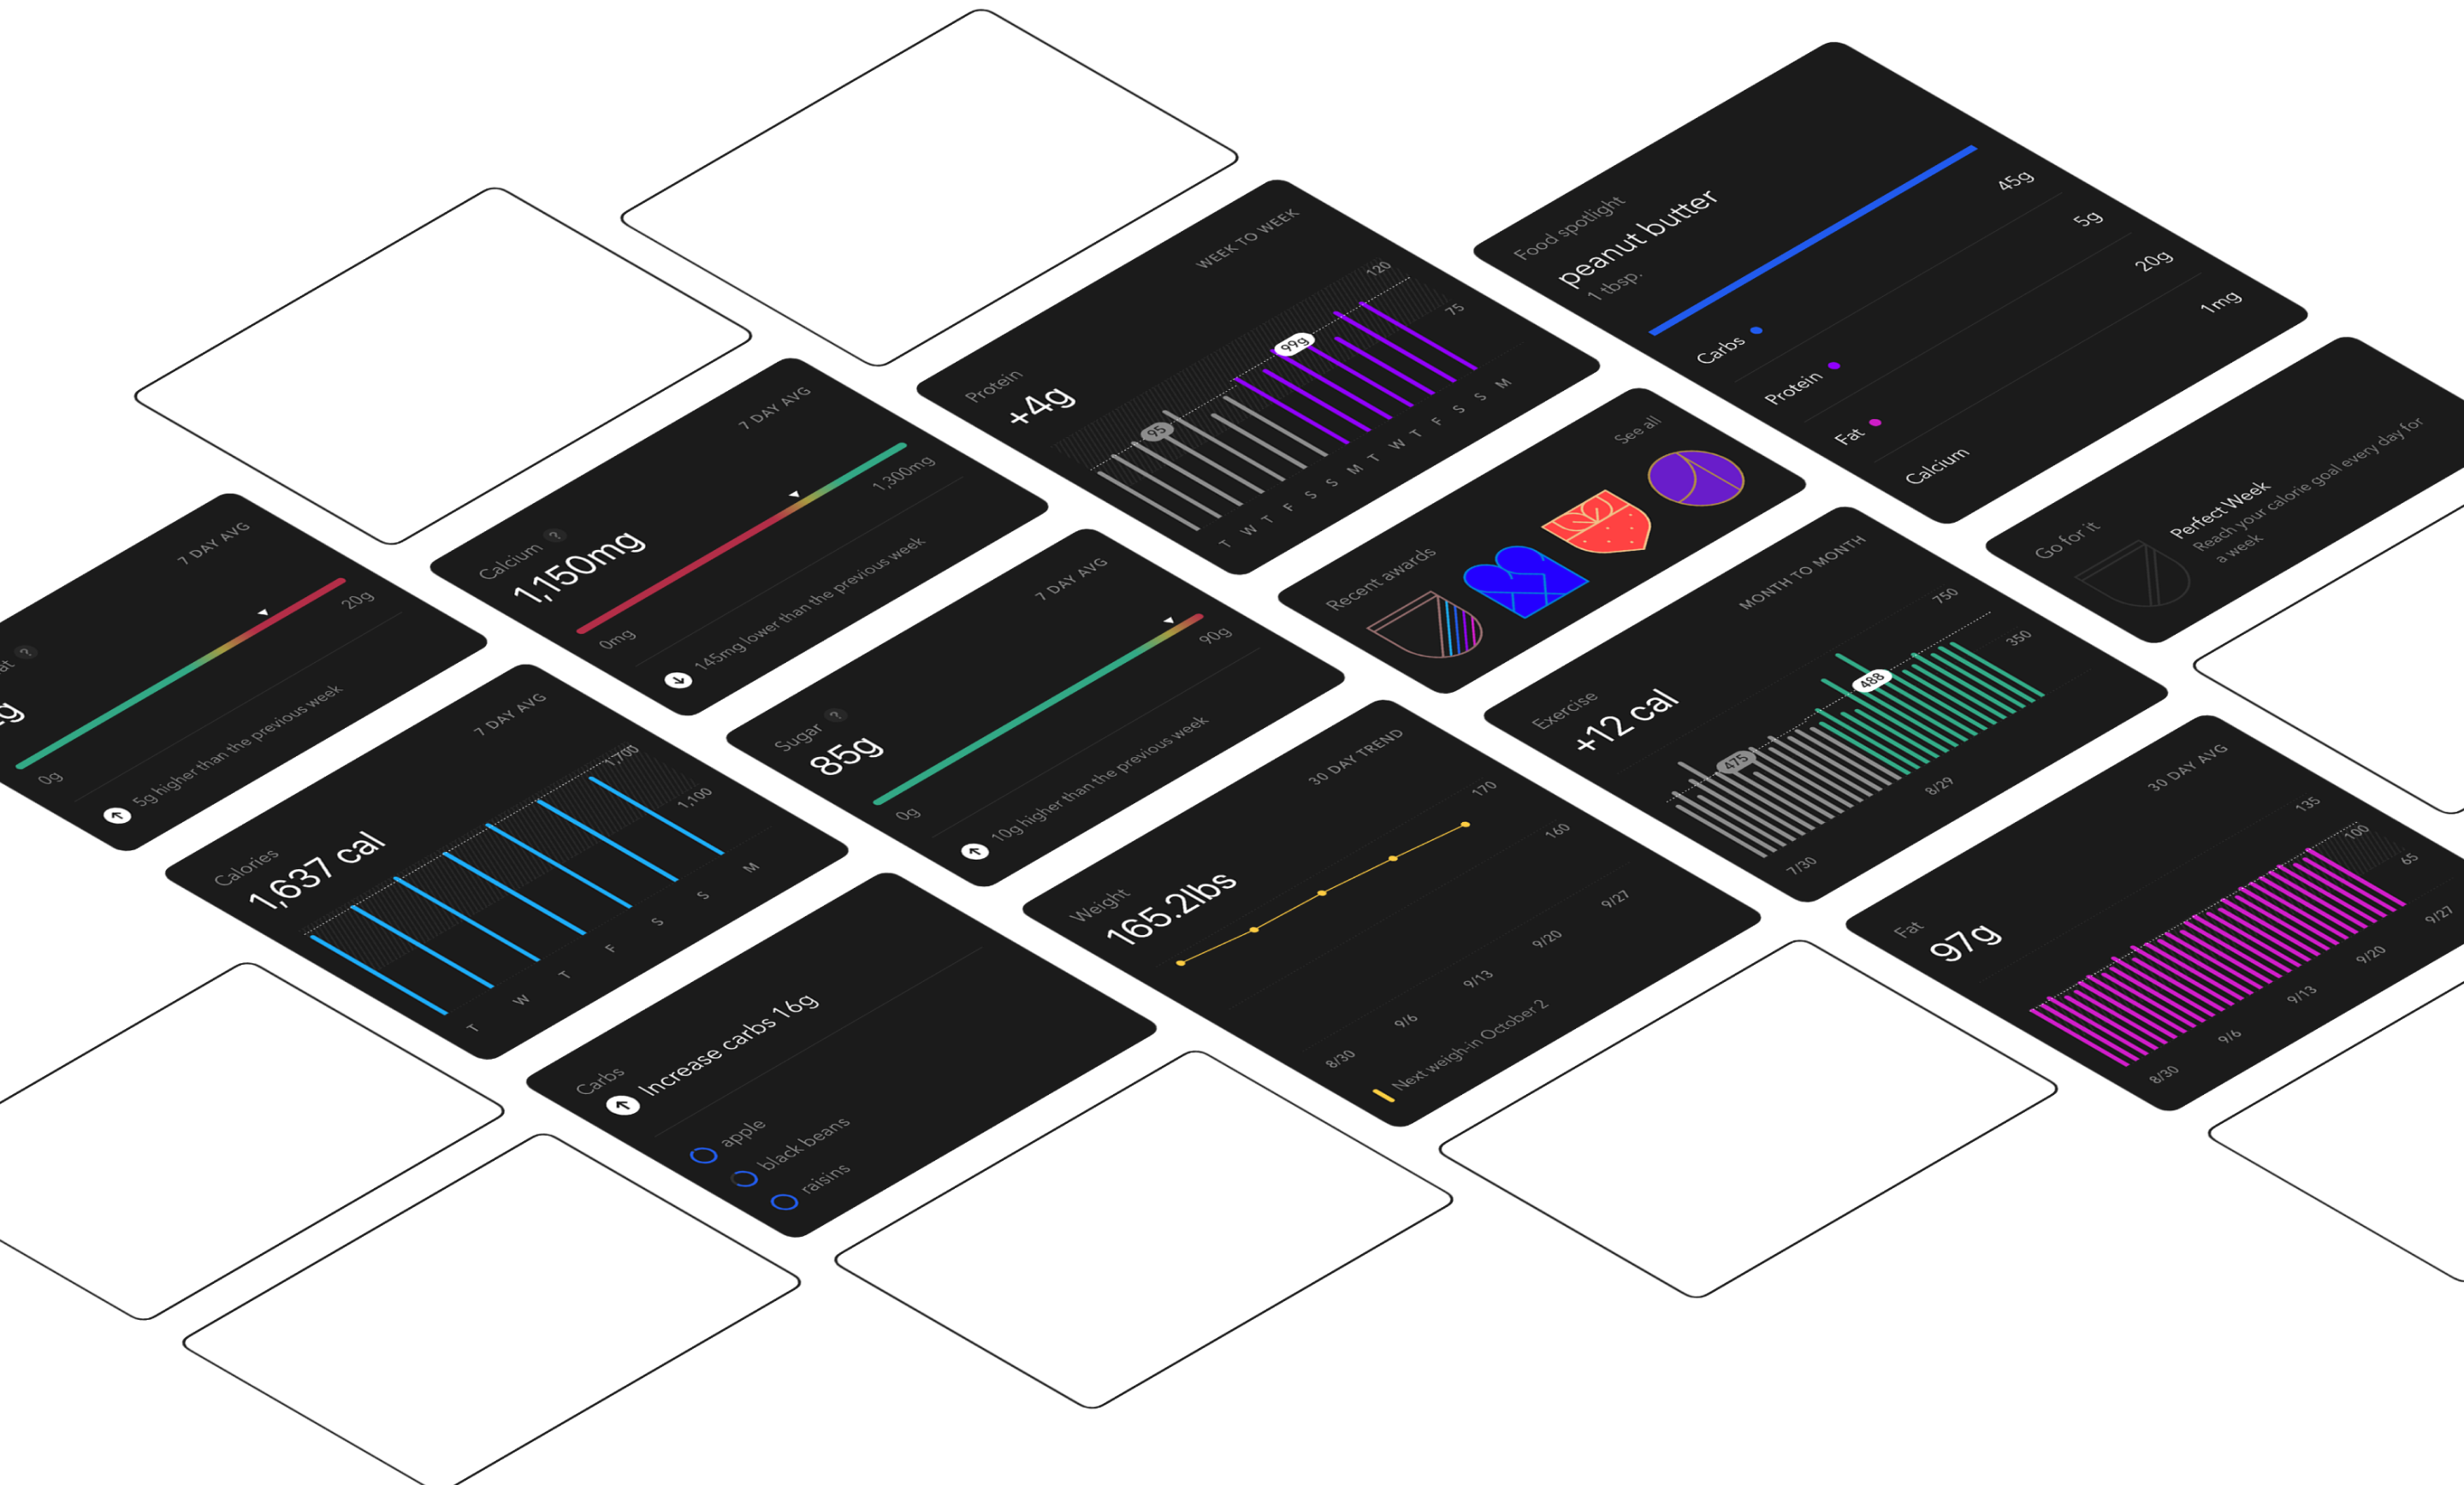 Food spotlight
peanut butter
1 tbsp.
45g
Carbs
5g
Protein
20g
Fat
1mg
Calcium
WEEK TO WEEK
Protein
+4g
120
75
99g
95
T W T F S S M T W T F S S M
Go for it
Perfect Week
Reach your calorie goal every day for
a week
Recent awards
See all
7 DAY AVG
Calcium ?
1,150mg
0mg
1,300mg
145mg lower than the previous week
7 DAY AVG
?
0g
20g
5g higher than the previous week
7 DAY AVG
Sugar ?
85g
0g
90g
10g higher than the previous week
MONTH TO MONTH
Exercise
+12 cal
750
350
488
475
7/30
8/29
7 DAY AVG
Calories
1,637 cal
1,700
1,100
T W T F S S M
30 DAY TREND
Weight
165.2lbs
170
160
8/30
9/6
9/13
9/20
9/27
Next weigh-in October 2
30 DAY AVG
Fat
97g
135
100
65
8/30
9/6
9/13
9/20
9/27
Carbs
Increase carbs 16g
apple
black beans
raisins